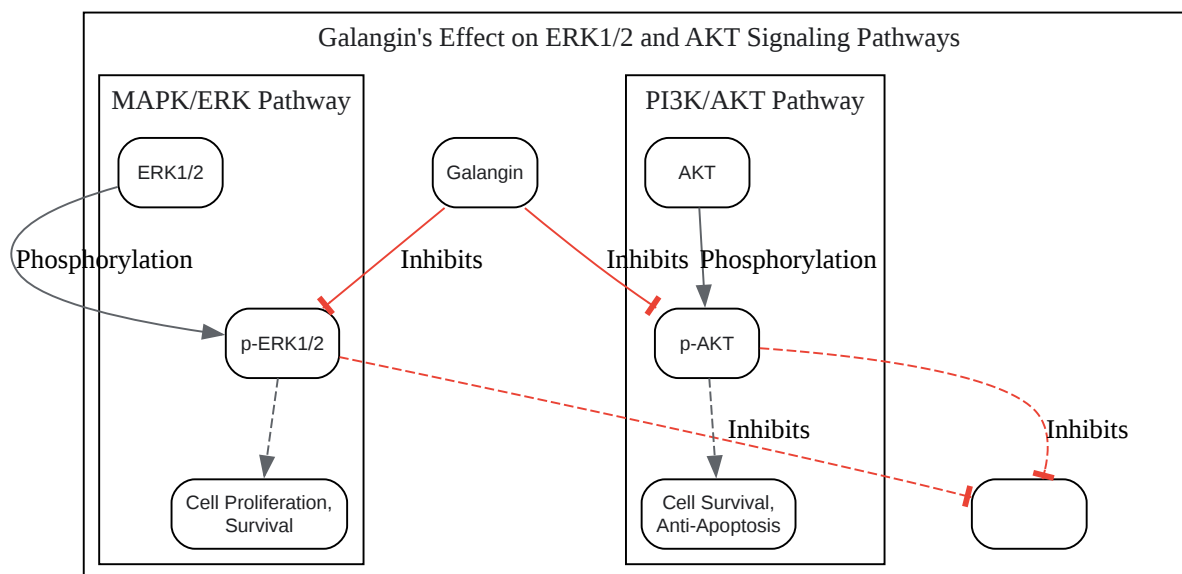 Galangin's Effect on ERK1/2 and AKT Signaling Pathways
MAPK/ERK Pathway
PI3K/AKT Pathway
ERK1/2
Galangin
AKT
Phosphorylation
Inhibits
Inhibits
Phosphorylation
p-ERK1/2
p-AKT
Inhibits
Inhibits
Cell Proliferation,
Survival
Cell Survival,
Anti-Apoptosis